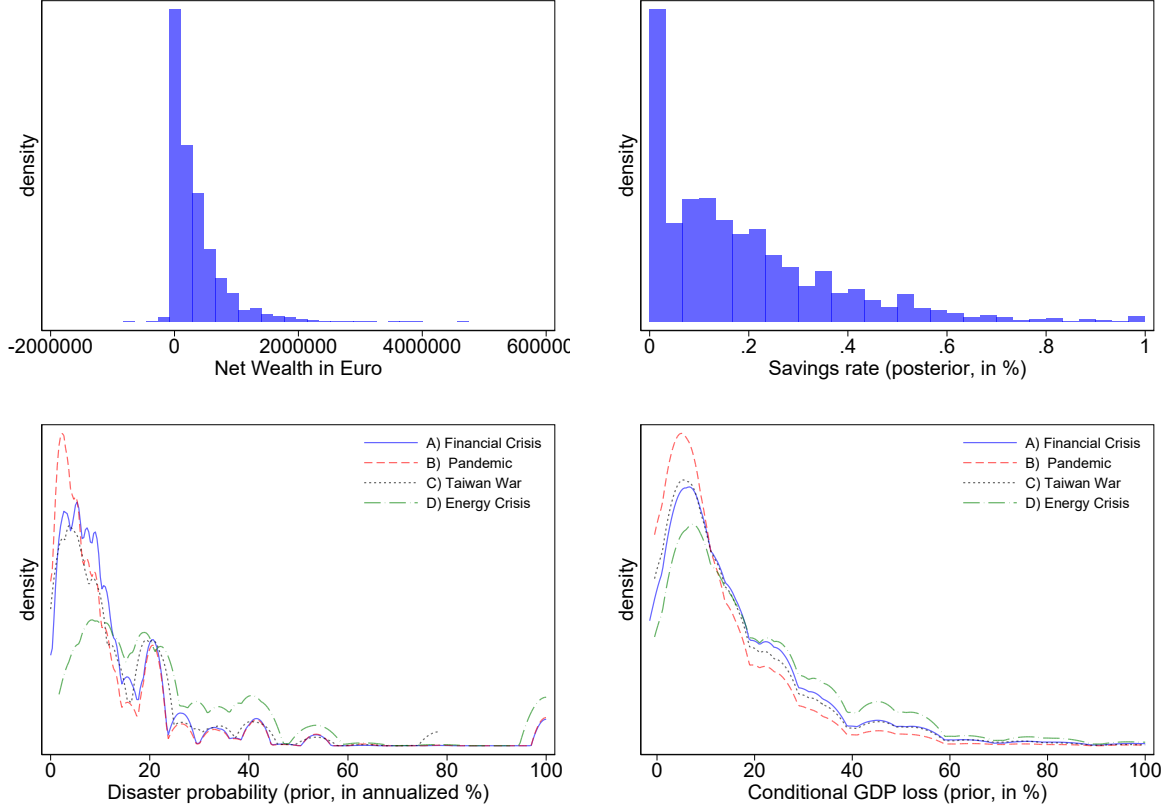 density
-2000000 0 2000000 4000000 600000
Net Wealth in Euro
density
0 .2 .4 .6 .8 1
Savings rate (posterior, in %)
A) Financial Crisis
B) Pandemic
C) Taiwan War
D) Energy Crisis
density
0 20 40 60 80 100
Disaster probability (prior, in annualized %)
A) Financial Crisis
B) Pandemic
C) Taiwan War
D) Energy Crisis
density
0 20 40 60 80 100
Conditional GDP loss (prior, in %)